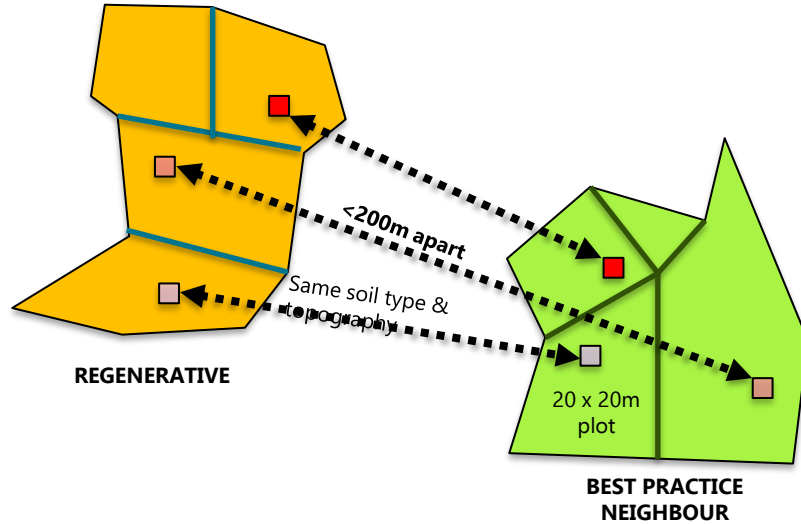 <200m apart
Same soil type &
topography
REGENERATIVE
20 x 20m
plot
BEST PRACTICE
NEIGHBOUR